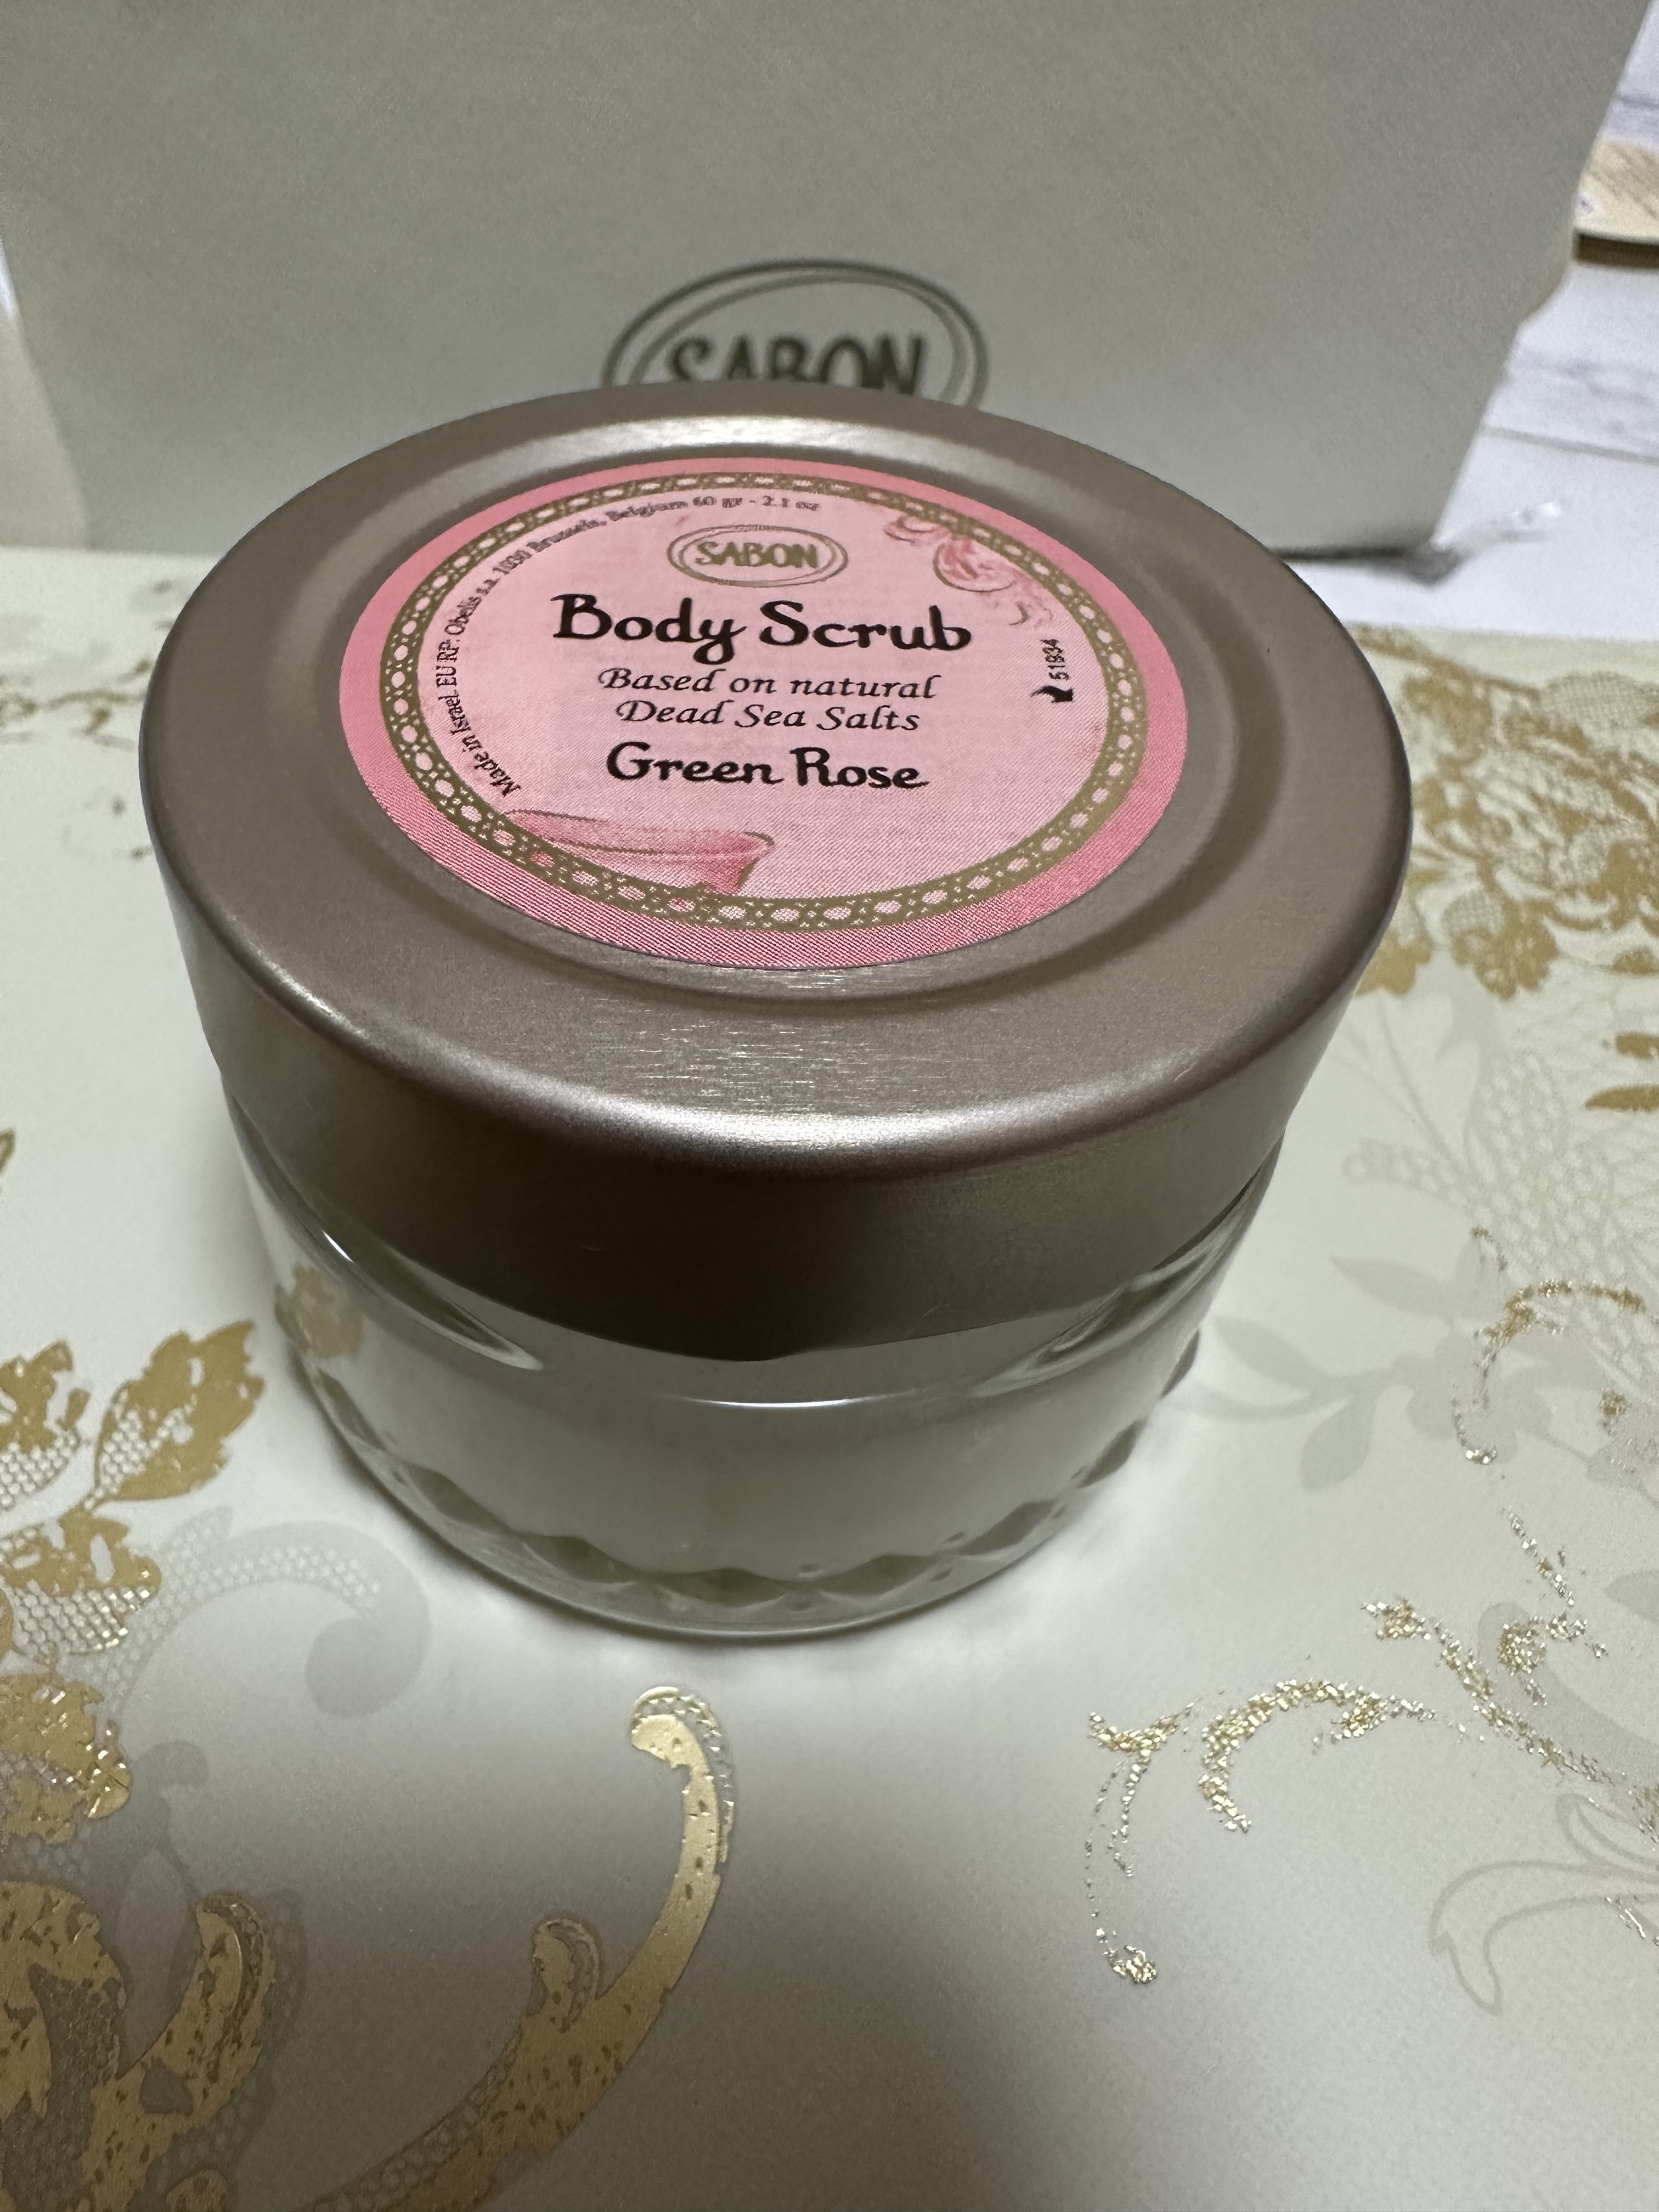 SABON
Made in Israel EU RP: Obelis s.a. 1030 Brussels, Belgium 60 gr - 2.1 oz
SABON
Body Scrub
Based on natural
Dead Sea Salts
Green Rose
51934